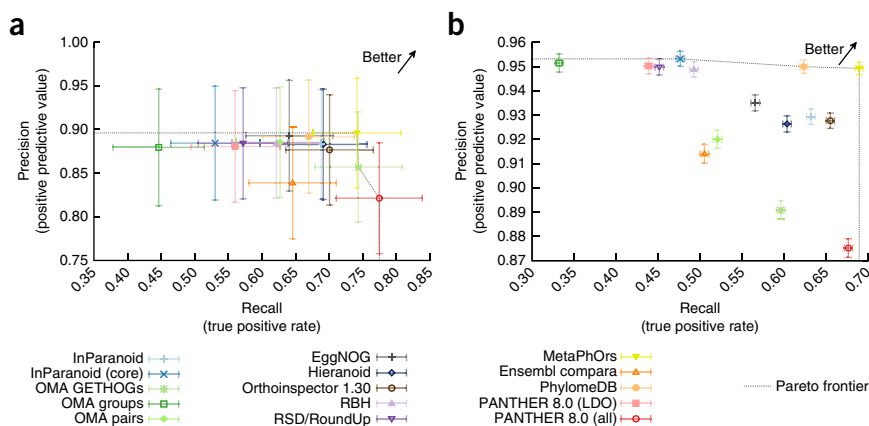 a
1.00
0.95
0.90
0.85
0.80
0.75
Precision
(positive predictive value)
Better
0.35
0.40
0.45
0.50
0.55
0.60
0.65
0.70
0.75
0.80
0.85
Recall
(true positive rate)
b
0.96
0.95
0.94
0.93
0.92
0.91
0.90
0.89
0.88
0.87
Precision
(positive predictive value)
Better
0.30
0.35
0.40
0.45
0.50
0.55
0.60
0.65
0.70
Recall
(true positive rate)
InParanoid
InParanoid (core)
OMA GETHOGs
OMA groups
OMA pairs
EggNOG
Hieranoid
Orthoinspector 1.30
RBH
RSD/RoundUp
MetaPhOrs
Ensembl compara
PhylomeDB
PANTHER 8.0 (LDO)
PANTHER 8.0 (all)
Pareto frontier